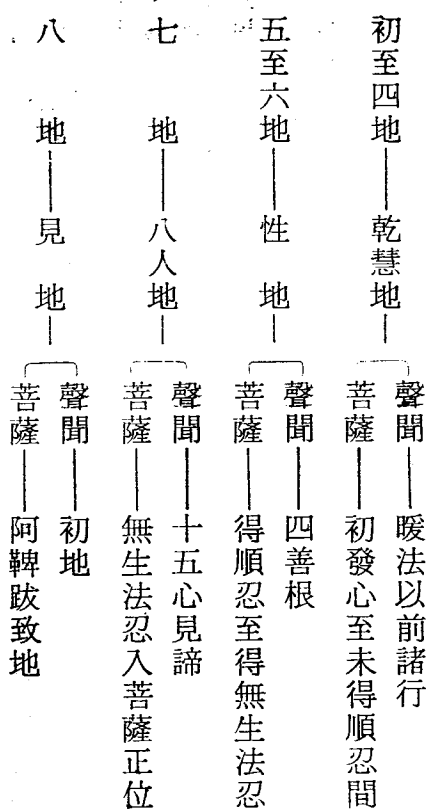 初至四地——乾慧地
聲聞——暖法以前諸行
菩薩——初發心至未得順忍間
五至六地——性地
聲聞——四善根
菩薩——得順忍至得無生法忍
七地——八人地
聲聞——十五心見諦
菩薩——無生法忍入菩薩正位
八地——見地
聲聞——初地
菩薩——阿鞞跋致地